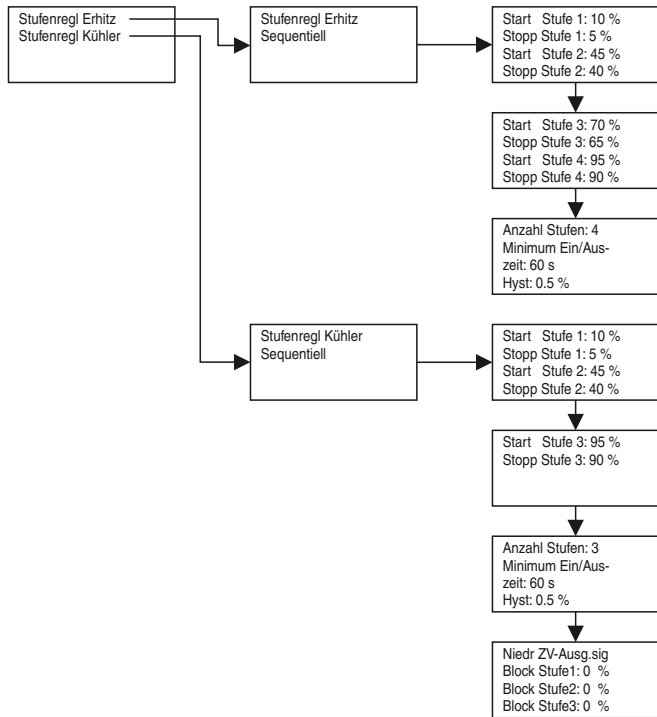 Stufenregl Erhitz
Stufenregl Kühler
Stufenregl Erhitz
Sequentiell
Start Stufe 1: 10 %
Stopp Stufe 1: 5 %
Start Stufe 2: 45 %
Stopp Stufe 2: 40 %
Start Stufe 3: 70 %
Stopp Stufe 3: 65 %
Start Stufe 4: 95 %
Stopp Stufe 4: 90 %
Anzahl Stufen: 4
Minimum Ein/Aus-
zeit: 60 s
Hyst: 0.5 %
Stufenregl Kühler
Sequentiell
Start Stufe 1: 10 %
Stopp Stufe 1: 5 %
Start Stufe 2: 45 %
Stopp Stufe 2: 40 %
Start Stufe 3: 95 %
Stopp Stufe 3: 90 %
Anzahl Stufen: 3
Minimum Ein/Aus-
zeit: 60 s
Hyst: 0.5 %
Niedr ZV-Ausg.sig
Block Stufe1: 0 %
Block Stufe2: 0 %
Block Stufe3: 0 %